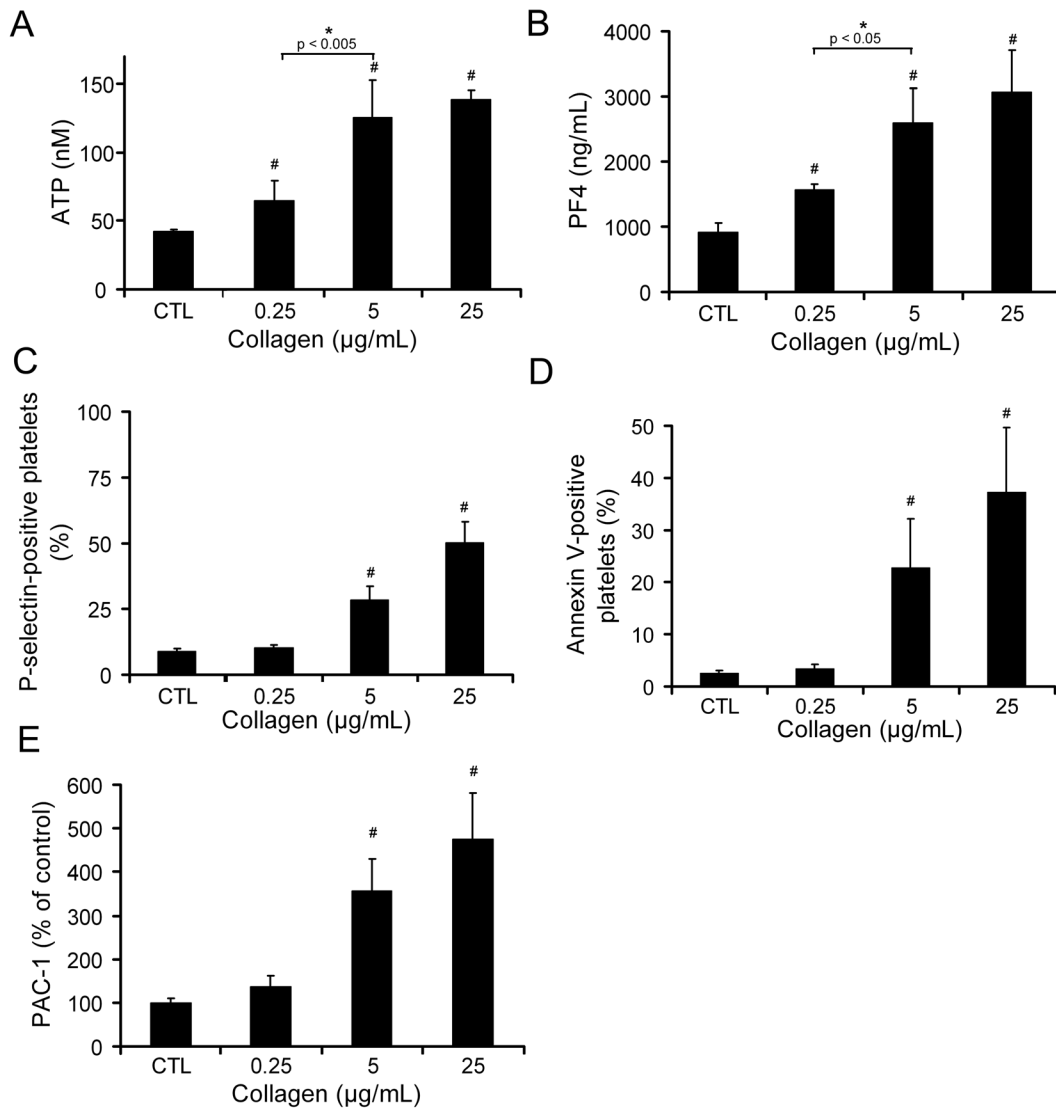 A
*
p < 0.005
#
#
#
150
100
50
0
ATP (nM)
CTL 0.25 5 25
Collagen (µg/mL)
B
*
p < 0.05
#
#
#
4000
3000
2000
1000
0
PF4 (ng/mL)
CTL 0.25 5 25
Collagen (µg/mL)
C
P-selectin-positive platelets
(%)
100
75
50
25
0
#
#
CTL 0.25 5 25
Collagen (µg/mL)
D
Annexin V-positive
platelets (%)
50
40
30
20
10
0
#
#
CTL 0.25 5 25
Collagen (µg/mL)
E
PAC-1 (% of control)
600
500
400
300
200
100
0
#
#
CTL 0.25 5 25
Collagen (µg/mL)